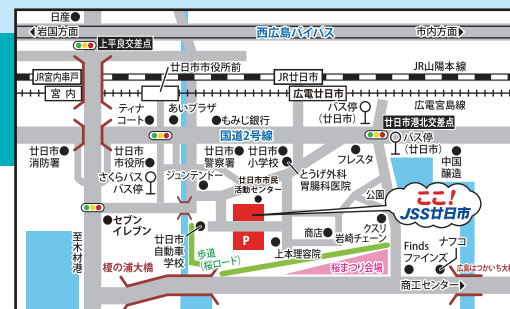 日産
岩国方面
西広島バイパス
市内方面
上平良交差点
廿日市市役所前
JR山陽本線
JR宮内串戸
JR廿日市
宮 内
広電廿日市
広電宮島線
ティナ
コート
あいプラザ
もみじ銀行
バス停
(廿日市)
廿日市港北交差点
国道2号線
バス停
(廿日市)
廿日市
消防署
廿日市
市役所
廿日市
警察署
廿日市
小学校
フレスタ
中国
醸造
さくらバス
バス停
ジュンテンドー
とうげ外科
胃腸科医院
廿日市市民
活動センター
公園
ここ!
JSS廿日市
セブン
イレブン
P
商店
クスリ
岩崎チェーン
至木材港
廿日市
自動車
学校
歩道
(桜ロード)
上本理容院
Finds
ファインズ
ナフコ
榎の浦大橋
桜まつり会場
広島はつかいち大橋
商工センター